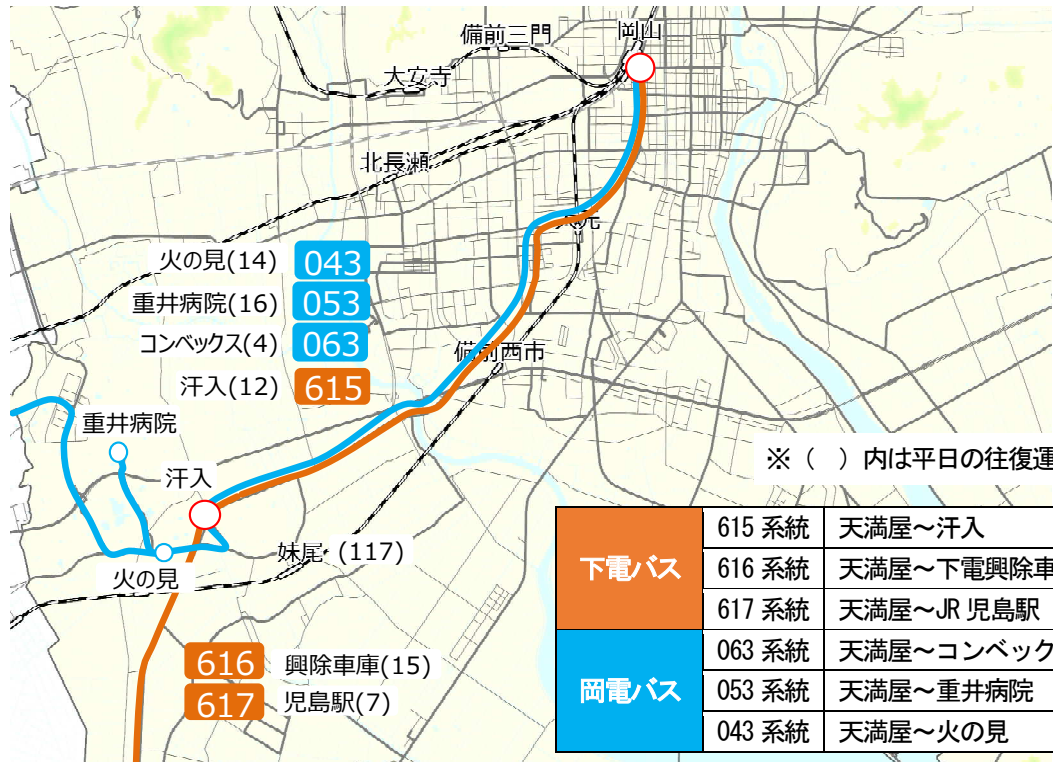 備前三門
岡山
大安寺
北長瀬
火の見(14) 043
重井病院(16) 053
コンベックス(4) 063
汗入(12) 615
備前西市
重井病院
汗入
火の見
妹尾 (117)
616 興除車庫(15)
617 児島駅(7)
※（ ）内は平日の往復運
下電バス
615 系統 天満屋～汗入
616 系統 天満屋～下電興除車
617 系統 天満屋～JR 児島駅
岡電バス
063 系統 天満屋～コンベック
053 系統 天満屋～重井病院
043 系統 天満屋～火の見